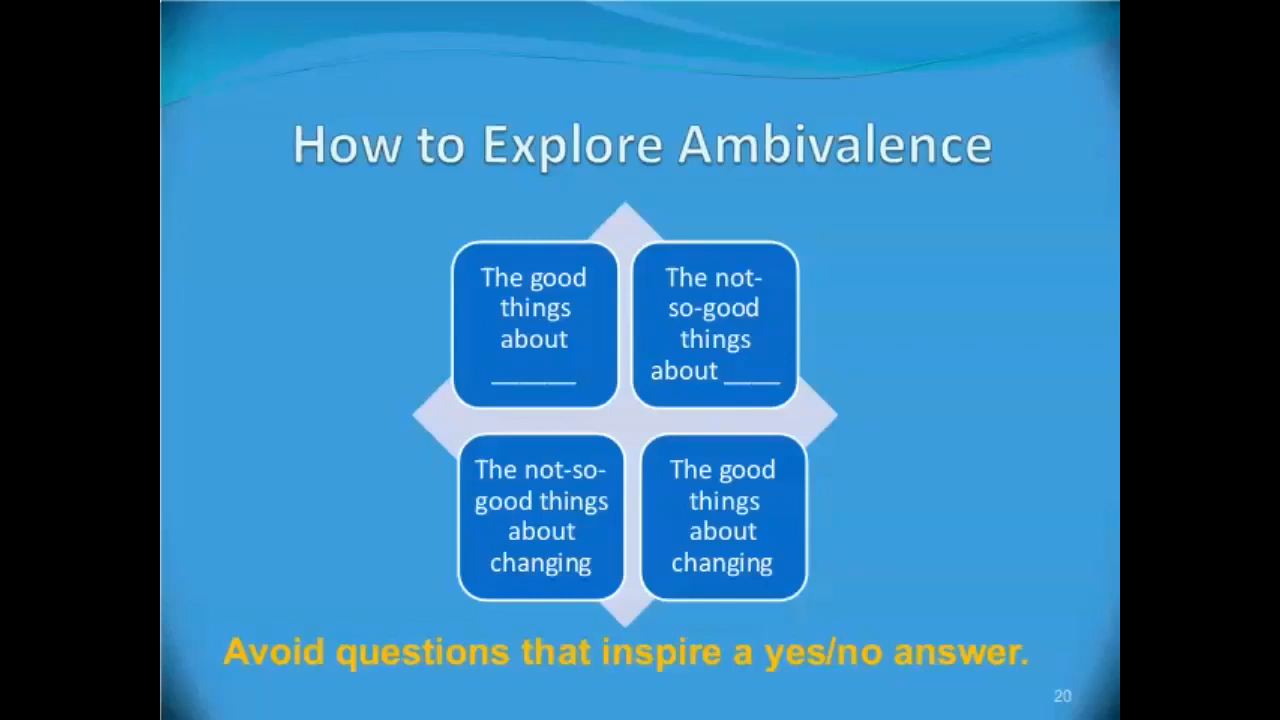 How to Explore Ambivalence
The good
things
about
______
The not-
so-good
things
about ____
The not-so-
good things
about
changing
The good
things
about
changing
Avoid questions that inspire a yes/no answer.
20